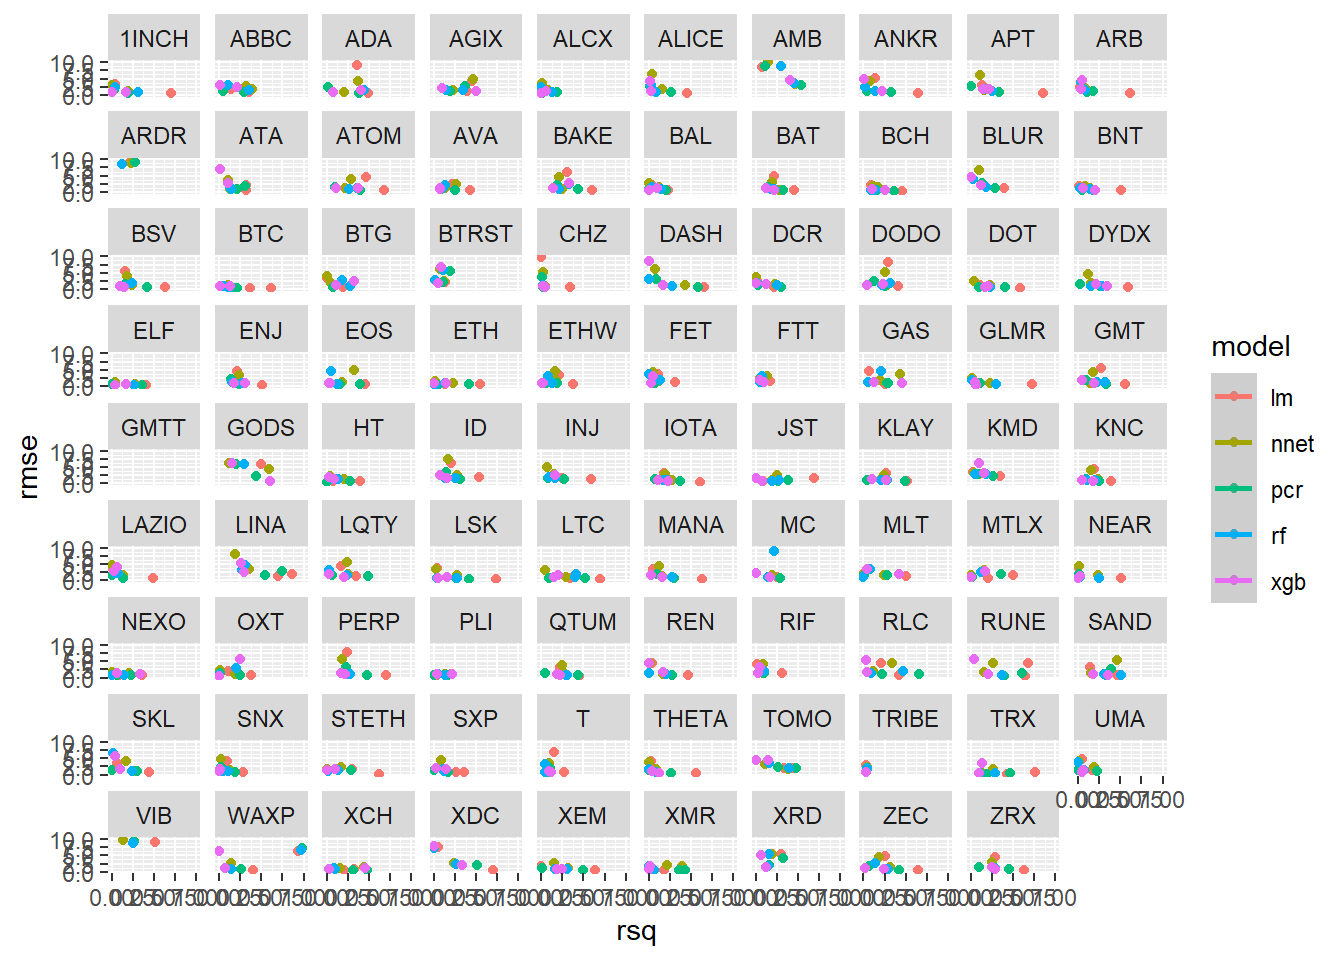 1INCH ABBC ADA AGIX ALCX ALICE AMB ANKR APT ARB
ARDR ATA ATOM AVA BAKE BAL BAT BCH BLUR BNT
BSV BTC BTG BTRST CHZ DASH DCR DODO DOT DYDX
ELF ENJ EOS ETH ETHW FET FTT GAS GLMR GMT
model
lm
nnet
pcr
rf
xgb
GMTT GODS HT ID INJ IOTA JST KLAY KMD KNC
rmse
LAZIO LINA LQTY LSK LTC MANA MC MLT MTLX NEAR
NEXO OXT PERP PLI QTUM REN RIF RLC RUNE SAND
SKL SNX STETH SXP T THETA TOMO TRIBE TRX UMA
VIB WAXP XCH XDC XEM XMR XRD ZEC ZRX
rsq